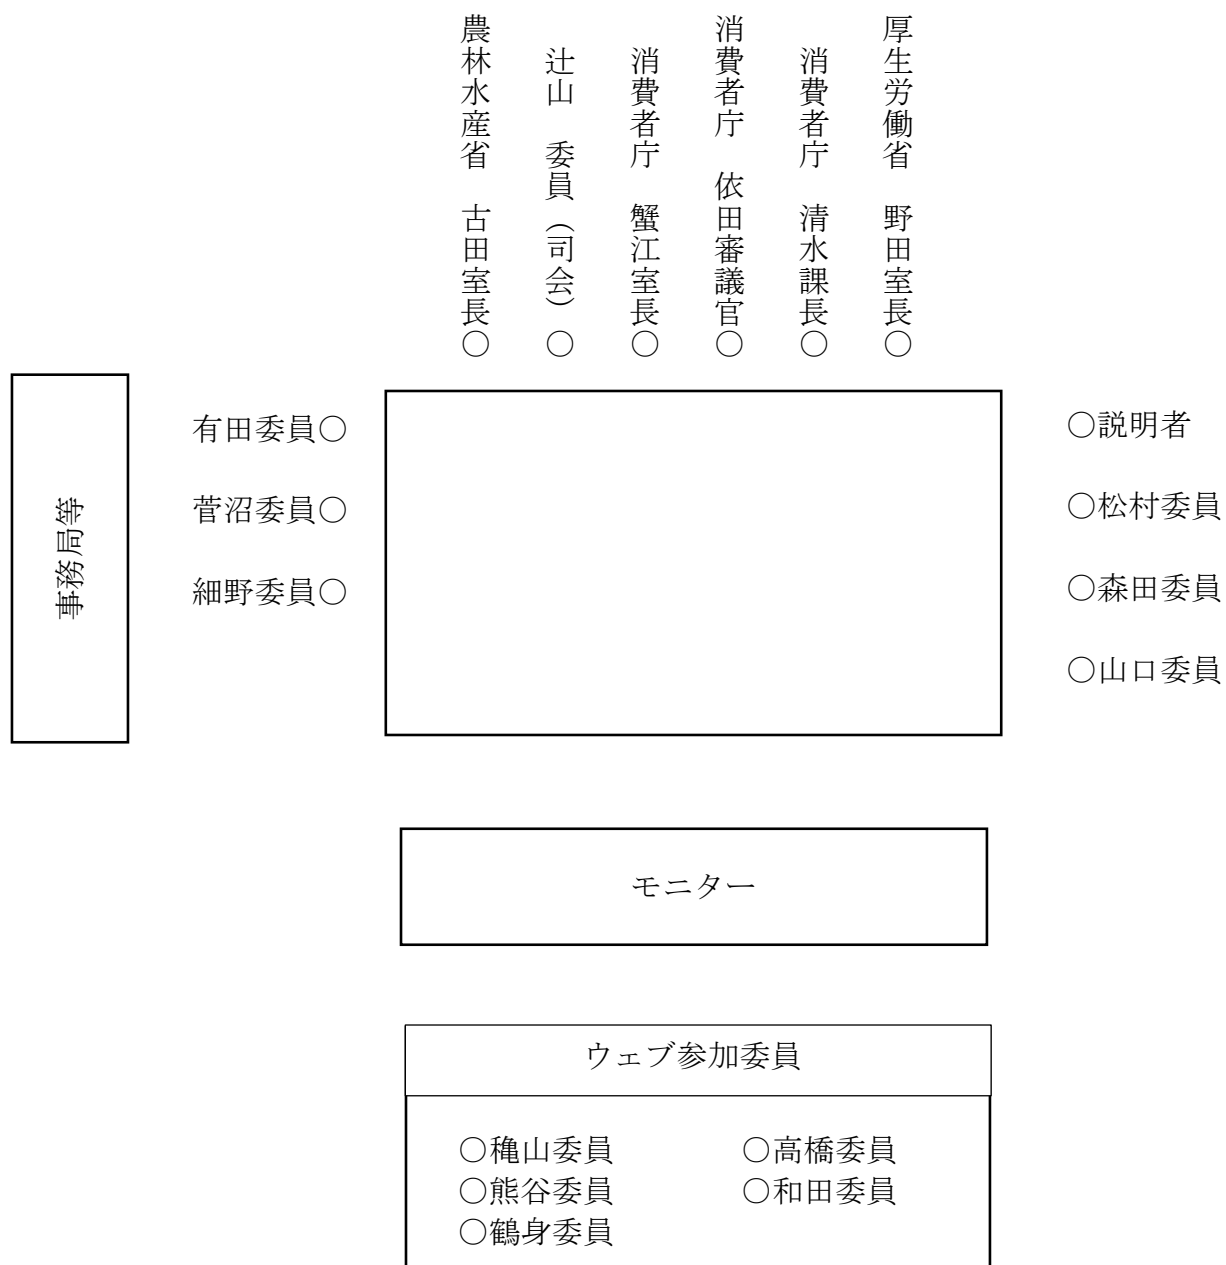 厚生労働省　野田室長○
消費者庁　清水課長○
消費者庁　依田審議官○
消費者庁　蟹江室長○
辻山　委員（司会）○
農林水産省　古田室長○
事務局等
有田委員○
菅沼委員○
細野委員○
○説明者
○松村委員
○森田委員
○山口委員
モニター
ウェブ参加委員
○穐山委員
○熊谷委員
○鶴身委員
○高橋委員
○和田委員